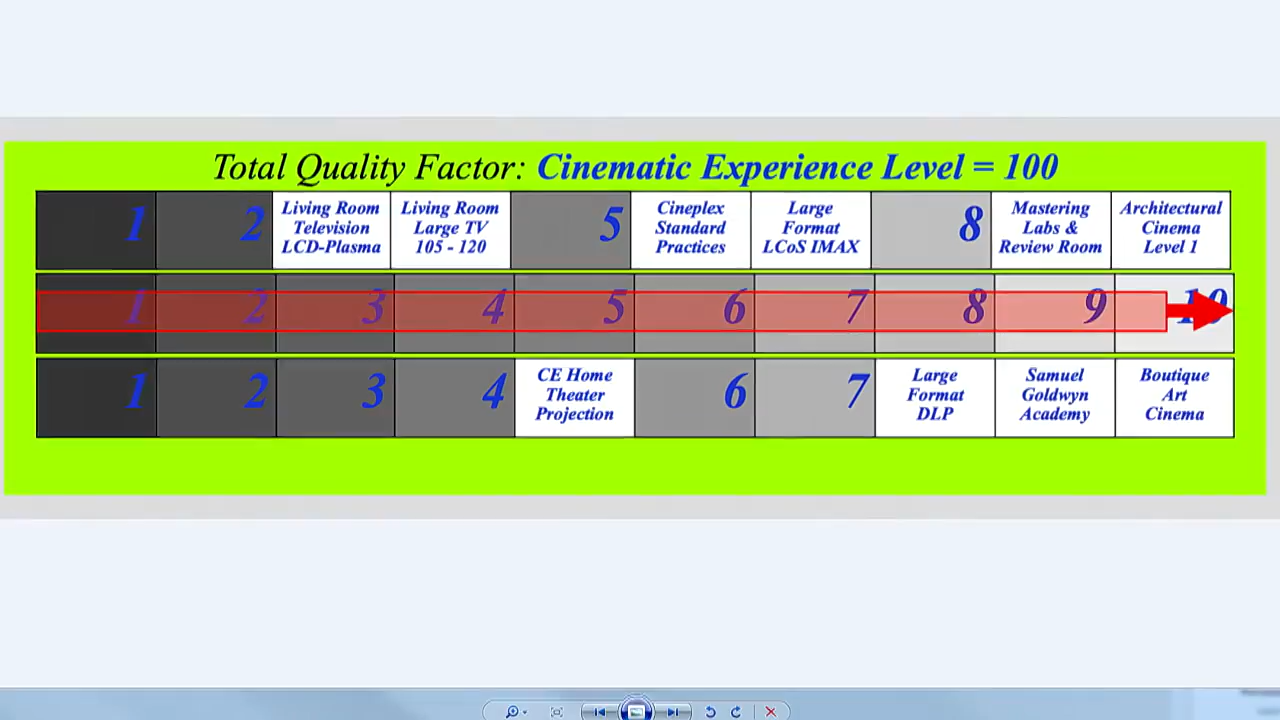 Total Quality Factor: Cinematic Experience Level = 100
1 2 Living Room Television LCD-Plasma Living Room Large TV 105 - 120 5 Cineplex Standard Practices Large Format LCoS IMAX 8 Mastering Labs & Review Room Architectural Cinema Level 1
1 2 3 4 5 6 7 8 9 10
1 2 3 4 CE Home Theater Projection 6 7 Large Format DLP Samuel Goldwyn Academy Boutique Art Cinema